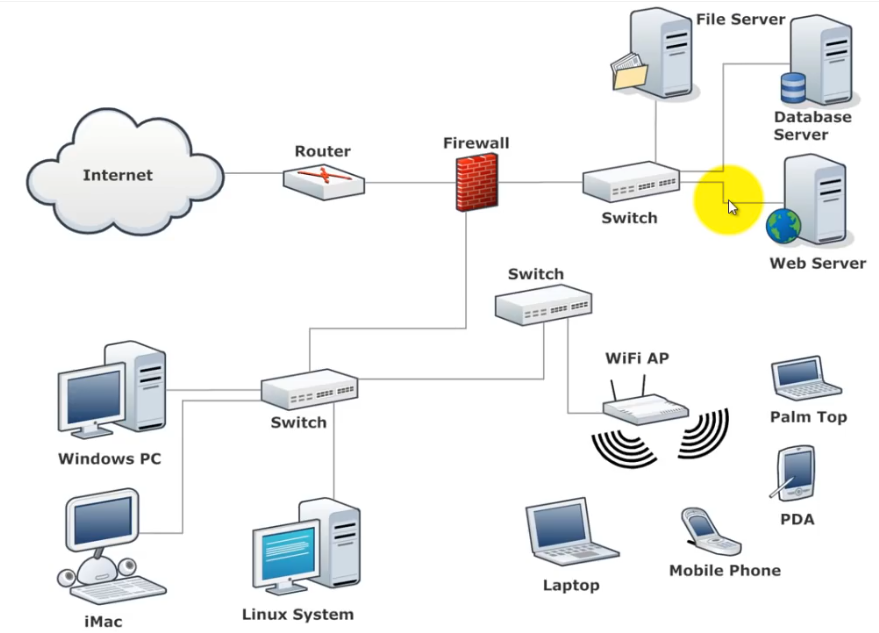 File Server
Database
Server
Internet
Router
Firewall
Switch
Web Server
Switch
WiFi AP
Palm Top
Switch
Windows PC
PDA
Laptop
Mobile Phone
iMac
Linux System